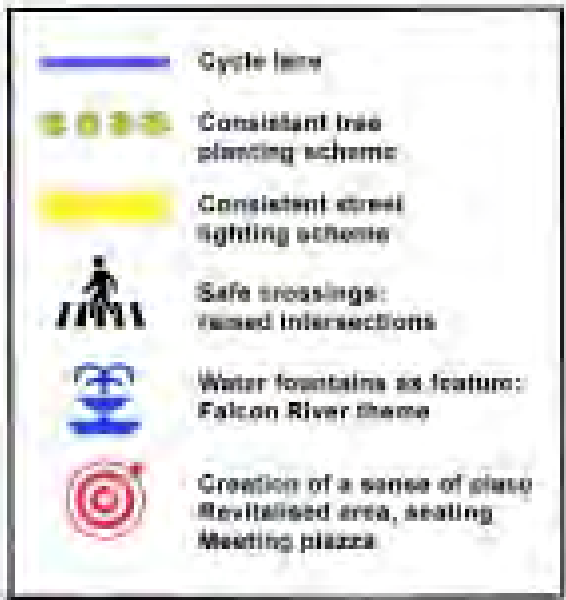 Cycle lane
Consistant tree
planting scheme
Consistent street
lighting scheme
Safe crossings:
raised intersections
Water fountains as feature:
Falcon River theme
Creation of a sense of place
Revitalised area, seating
Meeting piazza